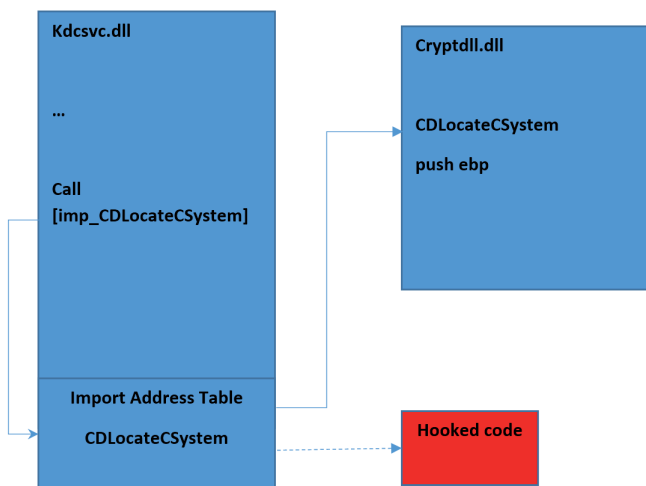 Kdcsvc.dll
...
Call
[imp_CDLocateCSystem]
Import Address Table
CDLocateCSystem
Cryptdll.dll
CDLocateCSystem
push ebp
Hooked code